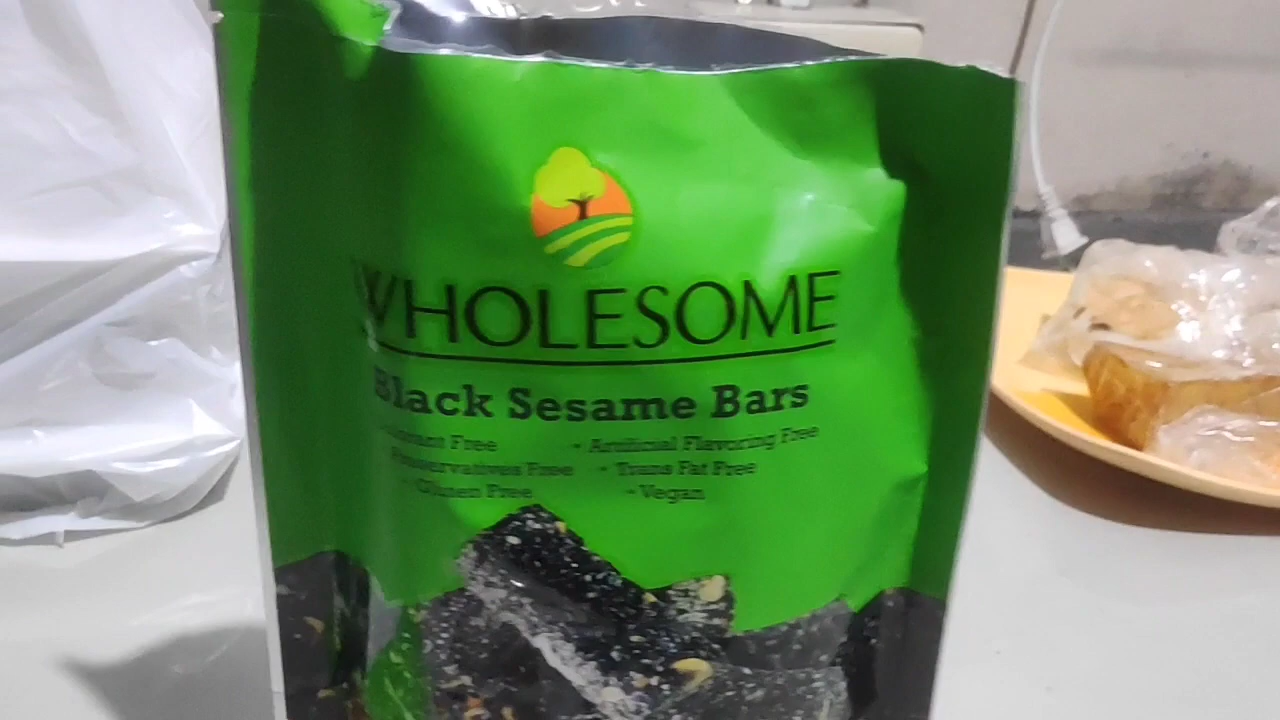 WHOLESOME
Black Sesame Bars
Free
• Artificial Flavoring Free
Preservatives Free
• Trans Fat Free
Gluten Free
• Vegan